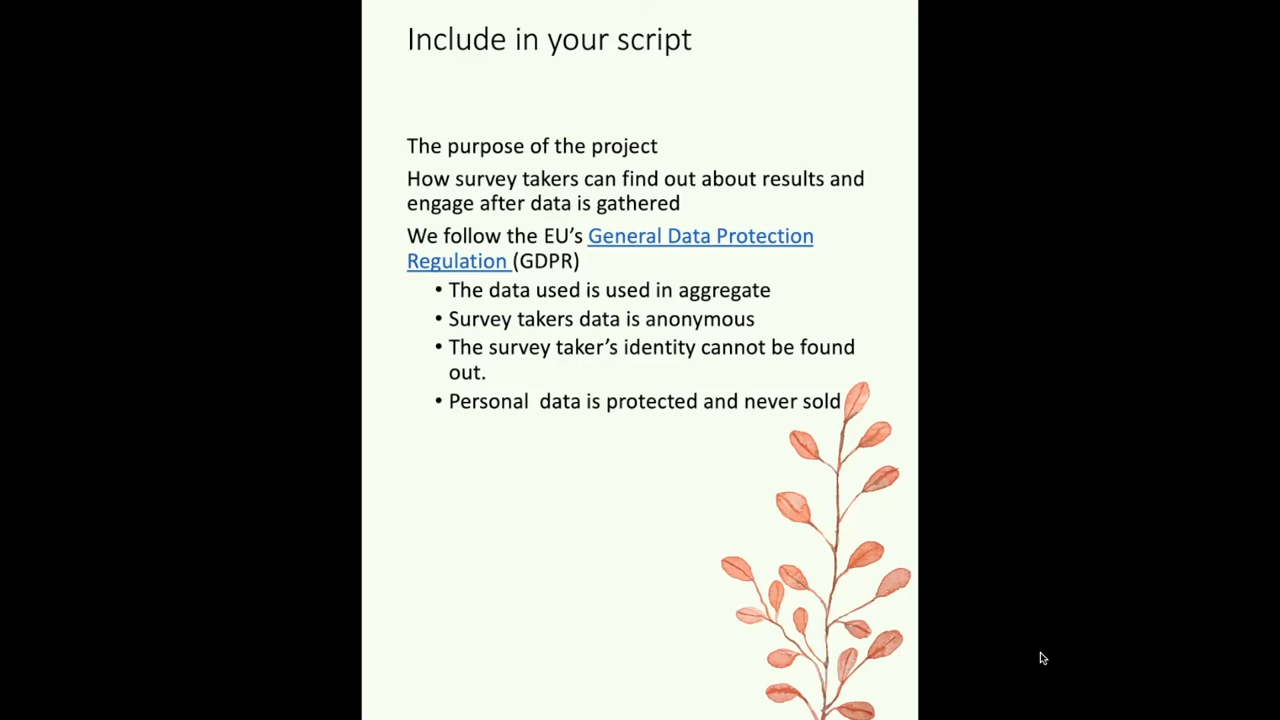 Include in your script
The purpose of the project
How survey takers can find out about results and
engage after data is gathered
We follow the EU’s General Data Protection
Regulation (GDPR)
• The data used is used in aggregate
• Survey takers data is anonymous
• The survey taker’s identity cannot be found
out.
• Personal  data is protected and never sold